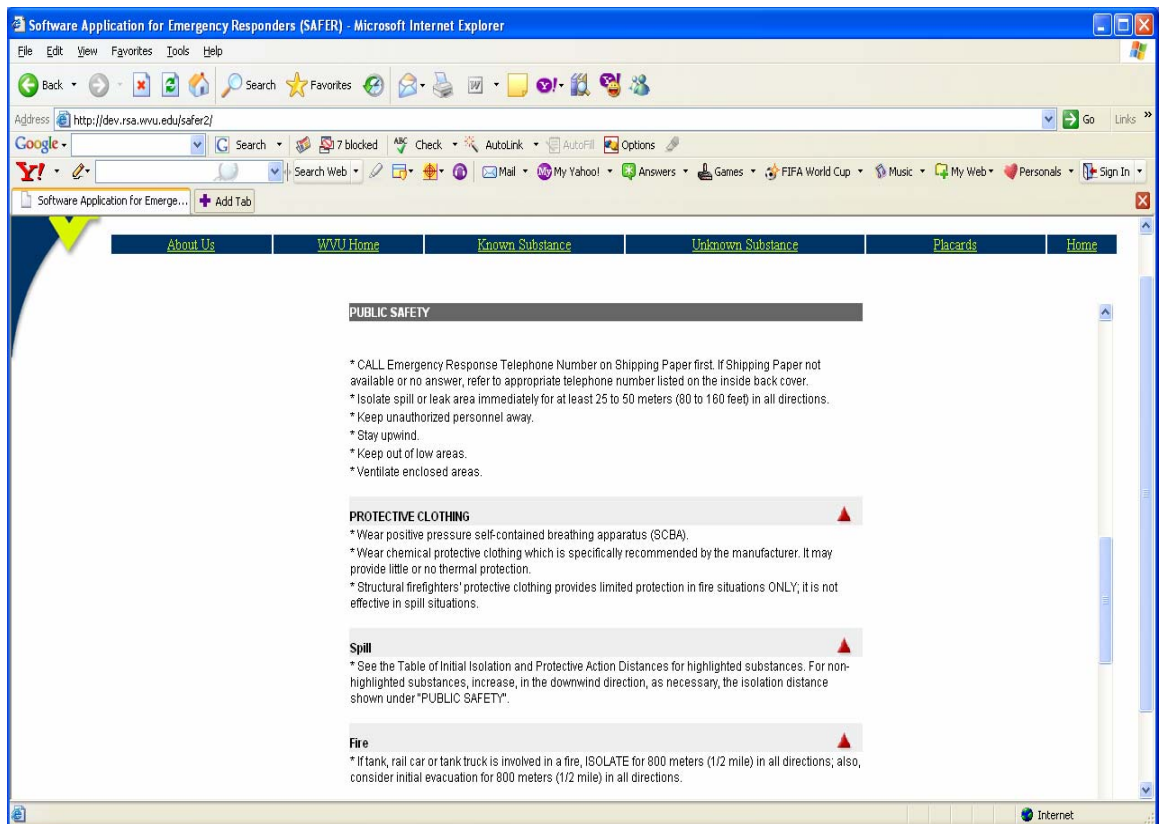 Software Application for Emergency Responders (SAFER) - Microsoft Internet Explorer
File Edit View Favorites Tools Help
Back Search Favorites
Address http://dev.rsa.wvu.edu/safer2/ Go Links »
Google Search 7 blocked ABC Check AutoLink AutoFill Options
Y! Search Web Mail My Yahoo! Answers Games FIFA World Cup Music My Web Personals Sign In
Software Application for Emerge... Add Tab
About Us WVU Home Known Substance Unknown Substance Placards Home
PUBLIC SAFETY
* CALL Emergency Response Telephone Number on Shipping Paper first. If Shipping Paper not
available or no answer, refer to appropriate telephone number listed on the inside back cover.
* Isolate spill or leak area immediately for at least 25 to 50 meters (80 to 160 feet) in all directions.
* Keep unauthorized personnel away.
* Stay upwind.
* Keep out of low areas.
* Ventilate enclosed areas.
PROTECTIVE CLOTHING
* Wear positive pressure self-contained breathing apparatus (SCBA).
* Wear chemical protective clothing which is specifically recommended by the manufacturer. It may
provide little or no thermal protection.
* Structural firefighters' protective clothing provides limited protection in fire situations ONLY; it is not
effective in spill situations.
Spill
* See the Table of Initial Isolation and Protective Action Distances for highlighted substances. For non-
highlighted substances, increase, in the downwind direction, as necessary, the isolation distance
shown under "PUBLIC SAFETY".
Fire
* If tank, rail car or tank truck is involved in a fire, ISOLATE for 800 meters (1/2 mile) in all directions; also,
consider initial evacuation for 800 meters (1/2 mile) in all directions.
Internet